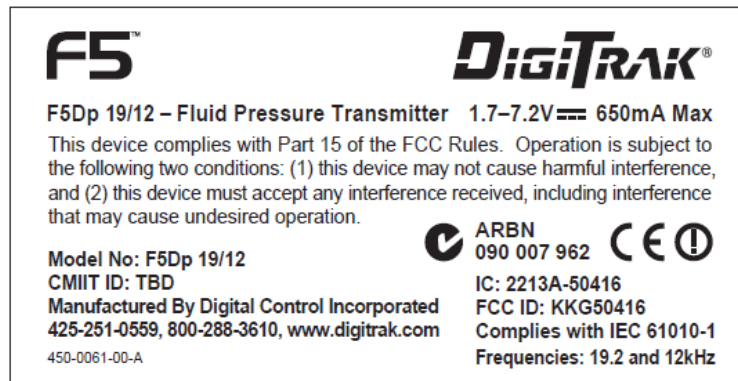 F5™ DIGITRAK®
F5Dp 19/12 – Fluid Pressure Transmitter 1.7–7.2V⎓ 650mA Max
This device complies with Part 15 of the FCC Rules. Operation is subject to
the following two conditions: (1) this device may not cause harmful interference,
and (2) this device must accept any interference received, including interference
that may cause undesired operation.
ARBN
090 007 962 CE
Model No: F5Dp 19/12
CMIIT ID: TBD
Manufactured By Digital Control Incorporated
425-251-0559, 800-288-3610, www.digitrak.com
450-0061-00-A
IC: 2213A-50416
FCC ID: KKG50416
Complies with IEC 61010-1
Frequencies: 19.2 and 12kHz